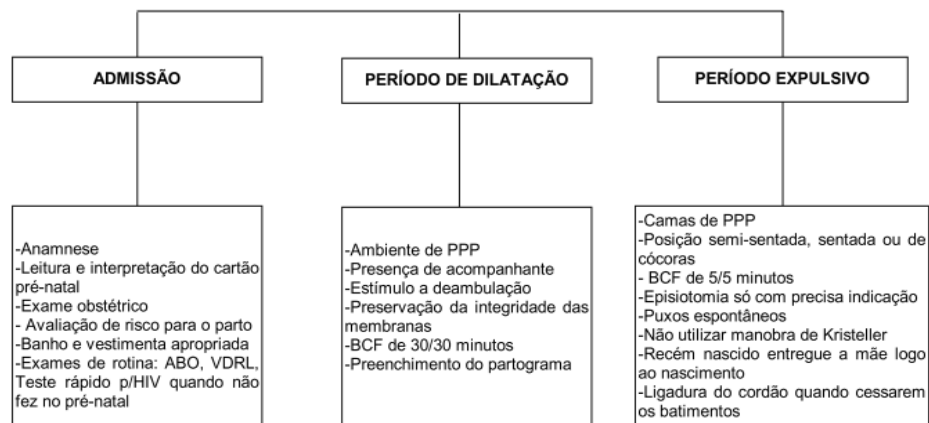 ADMISSÃO
PERÍODO DE DILATAÇÃO
PERÍODO EXPULSIVO
-Anamnese
-Leitura e interpretação do cartão
pré-natal
-Exame obstétrico
- Avaliação de risco para o parto
-Banho e vestimenta apropriada
-Exames de rotina: ABO, VDRL,
Teste rápido p/HIV quando não
fez no pré-natal
-Ambiente de PPP
-Presença de acompanhante
-Estímulo a deambulação
-Preservação da integridade das
membranas
-BCF de 30/30 minutos
-Preenchimento do partograma
-Camas de PPP
-Posição semi-sentada, sentada ou de
cócoras
- BCF de 5/5 minutos
-Episiotomia só com precisa indicação
-Puxos espontâneos
-Não utilizar manobra de Kristeller
-Recém nascido entregue a mãe logo
ao nascimento
-Ligadura do cordão quando cessarem
os batimentos